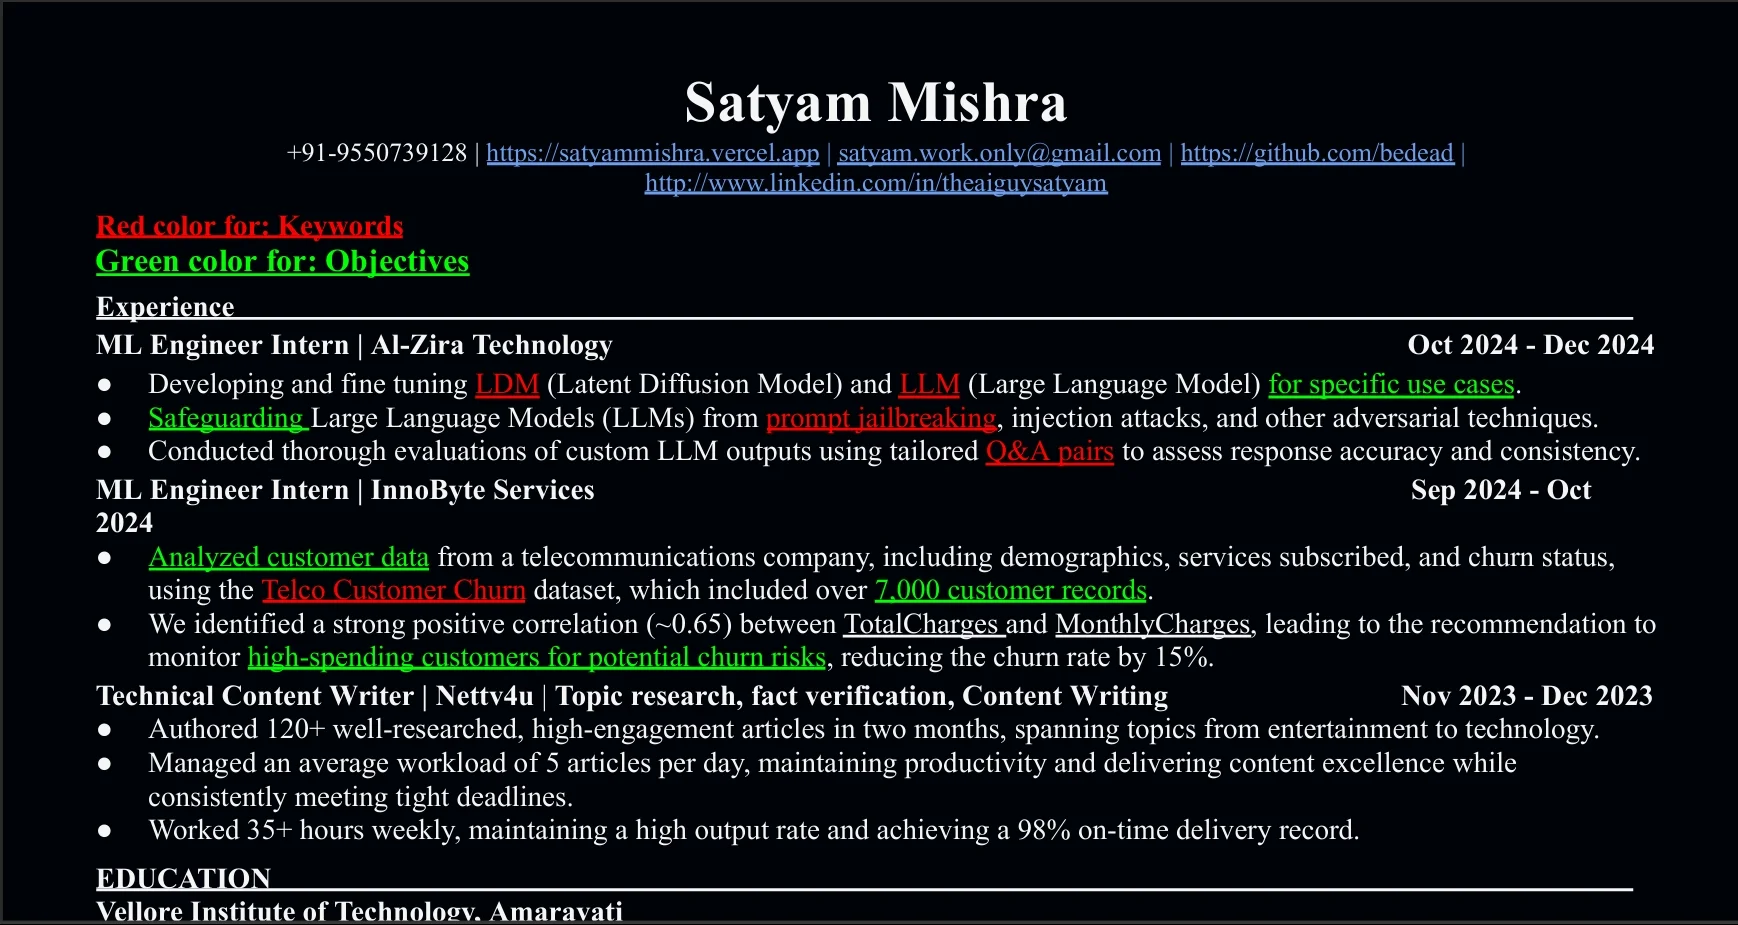 Satyam Mishra
+91-9550739128 | https://satyammishra.vercel.app | satyam.work.only@gmail.com | https://github.com/bedead |
http://www.linkedin.com/in/theaiguysatyam
Red color for: Keywords
Green color for: Objectives
Experience
ML Engineer Intern | Al-Zira Technology Oct 2024 - Dec 2024
● Developing and fine tuning LDM (Latent Diffusion Model) and LLM (Large Language Model) for specific use cases.
● Safeguarding Large Language Models (LLMs) from prompt jailbreaking, injection attacks, and other adversarial techniques.
● Conducted thorough evaluations of custom LLM outputs using tailored Q&A pairs to assess response accuracy and consistency.
ML Engineer Intern | InnoByte Services Sep 2024 - Oct
2024
● Analyzed customer data from a telecommunications company, including demographics, services subscribed, and churn status,
using the Telco Customer Churn dataset, which included over 7,000 customer records.
● We identified a strong positive correlation (~0.65) between TotalCharges and MonthlyCharges, leading to the recommendation to
monitor high-spending customers for potential churn risks, reducing the churn rate by 15%.
Technical Content Writer | Nettv4u | Topic research, fact verification, Content Writing Nov 2023 - Dec 2023
● Authored 120+ well-researched, high-engagement articles in two months, spanning topics from entertainment to technology.
● Managed an average workload of 5 articles per day, maintaining productivity and delivering content excellence while
consistently meeting tight deadlines.
● Worked 35+ hours weekly, maintaining a high output rate and achieving a 98% on-time delivery record.
EDUCATION
Vellore Institute of Technology, Amaravati